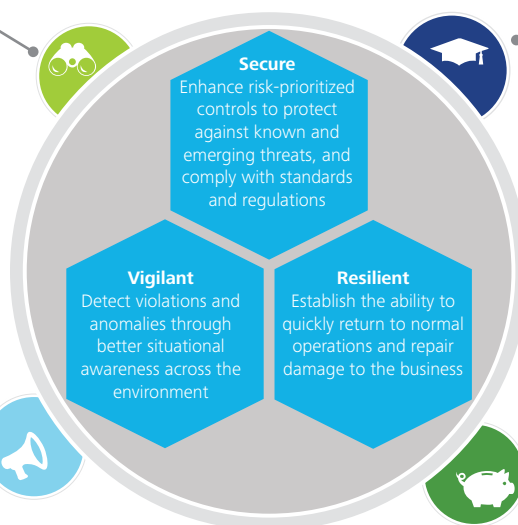 Secure
Enhance risk-prioritized
controls to protect
against known and
emerging threats, and
comply with standards
and regulations
Vigilant
Detect violations and
anomalies through
better situational
awareness across the
environment
Resilient
Establish the ability to
quickly return to normal
operations and repair
damage to the business